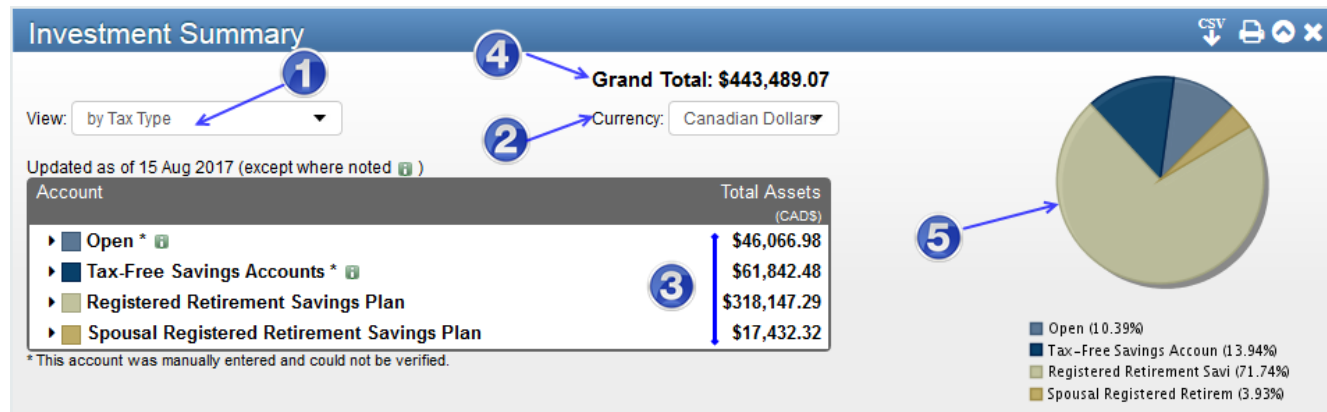 Investment Summary
CSV
4
1
Grand Total: $443,489.07
View: by Tax Type
2
Currency: Canadian Dollars
Updated as of 15 Aug 2017 (except where noted i )
Account Total Assets
(CAD$)
Open * i $46,066.98
Tax-Free Savings Accounts * i $61,842.48
3
Registered Retirement Savings Plan $318,147.29
Spousal Registered Retirement Savings Plan $17,432.32
* This account was manually entered and could not be verified.
5
Open (10.39%)
Tax-Free Savings Accoun (13.94%)
Registered Retirement Savi (71.74%)
Spousal Registered Retirem (3.93%)